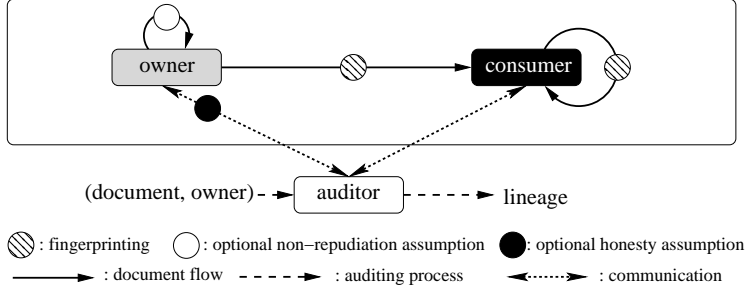 owner
consumer
(document, owner)
auditor
lineage
: fingerprinting
: optional non−repudiation assumption
: optional honesty assumption
: document flow
: auditing process
: communication